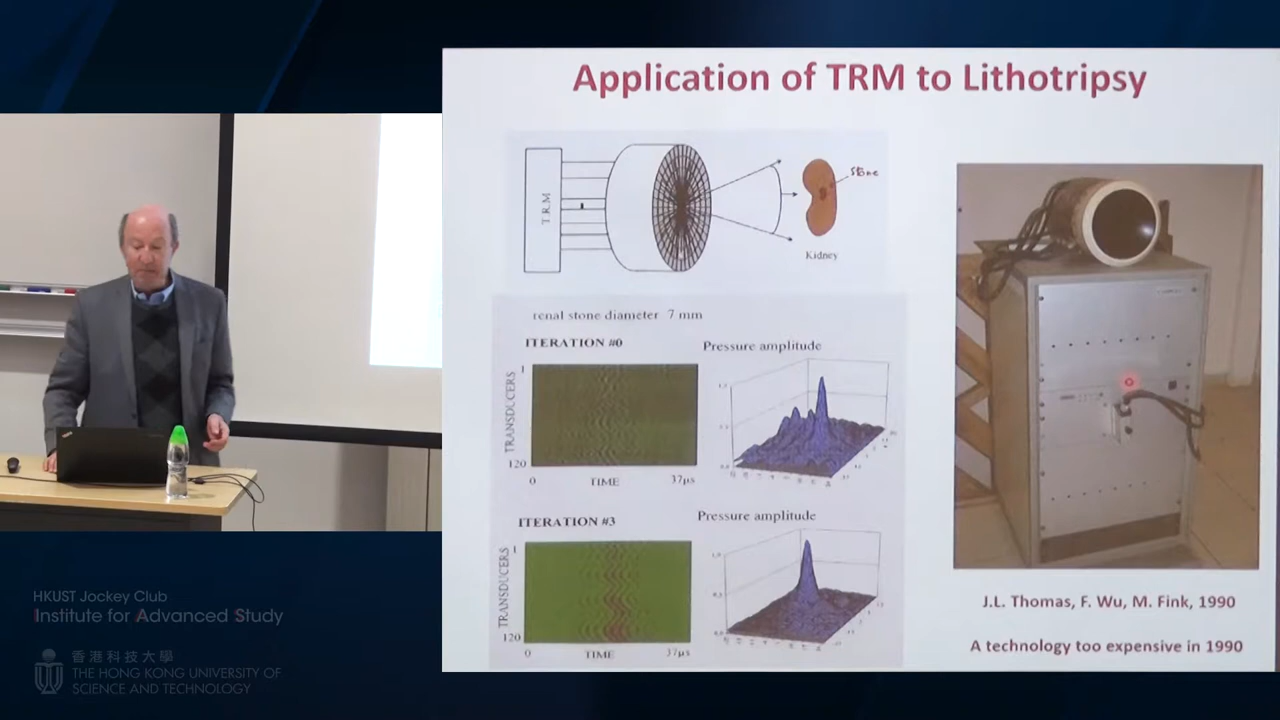 Application of TRM to Lithotripsy
T.R.M
Stone
Kidney
renal stone diameter 7 mm
ITERATION #0
Pressure amplitude
TRANSDUCERS
1
120
0
TIME
37µs
ITERATION #3
Pressure amplitude
TRANSDUCERS
1
120
0
TIME
37µs
J.L. Thomas, F. Wu, M. Fink, 1990
A technology too expensive in 1990
HKUST Jockey Club
Institute for Advanced Study
香港科技大學
THE HONG KONG UNIVERSITY OF
SCIENCE AND TECHNOLOGY